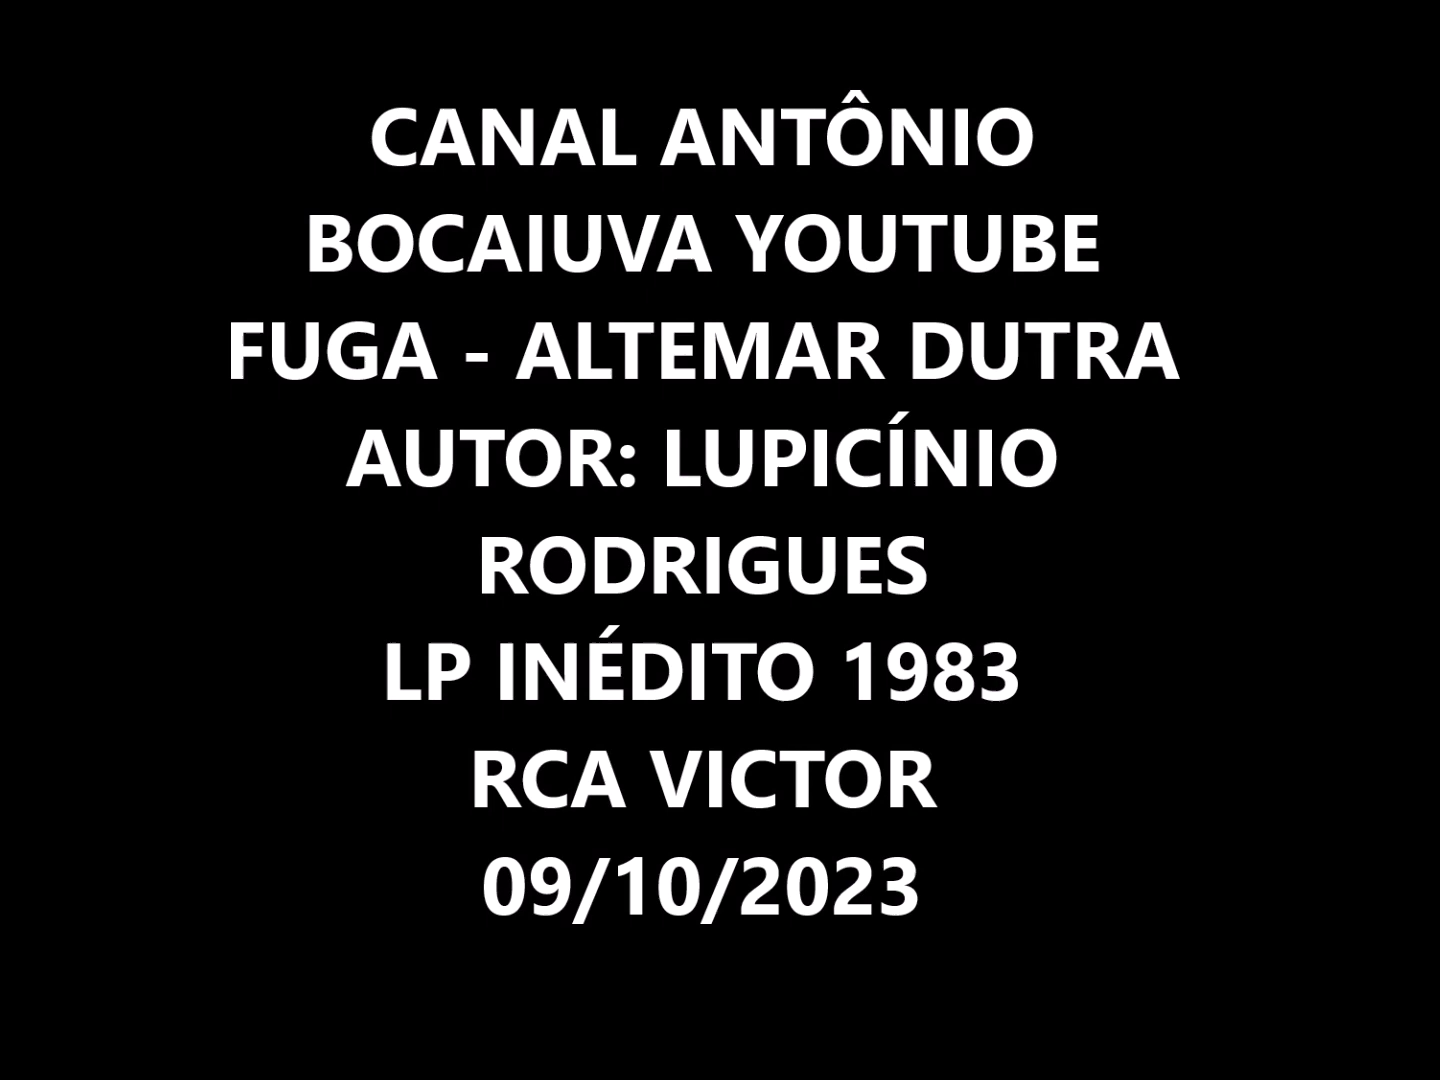 CANAL ANTÔNIO
BOCAIUVA YOUTUBE
FUGA - ALTEMAR DUTRA
AUTOR: LUPICÍNIO
RODRIGUES
LP INÉDITO 1983
RCA VICTOR
09/10/2023